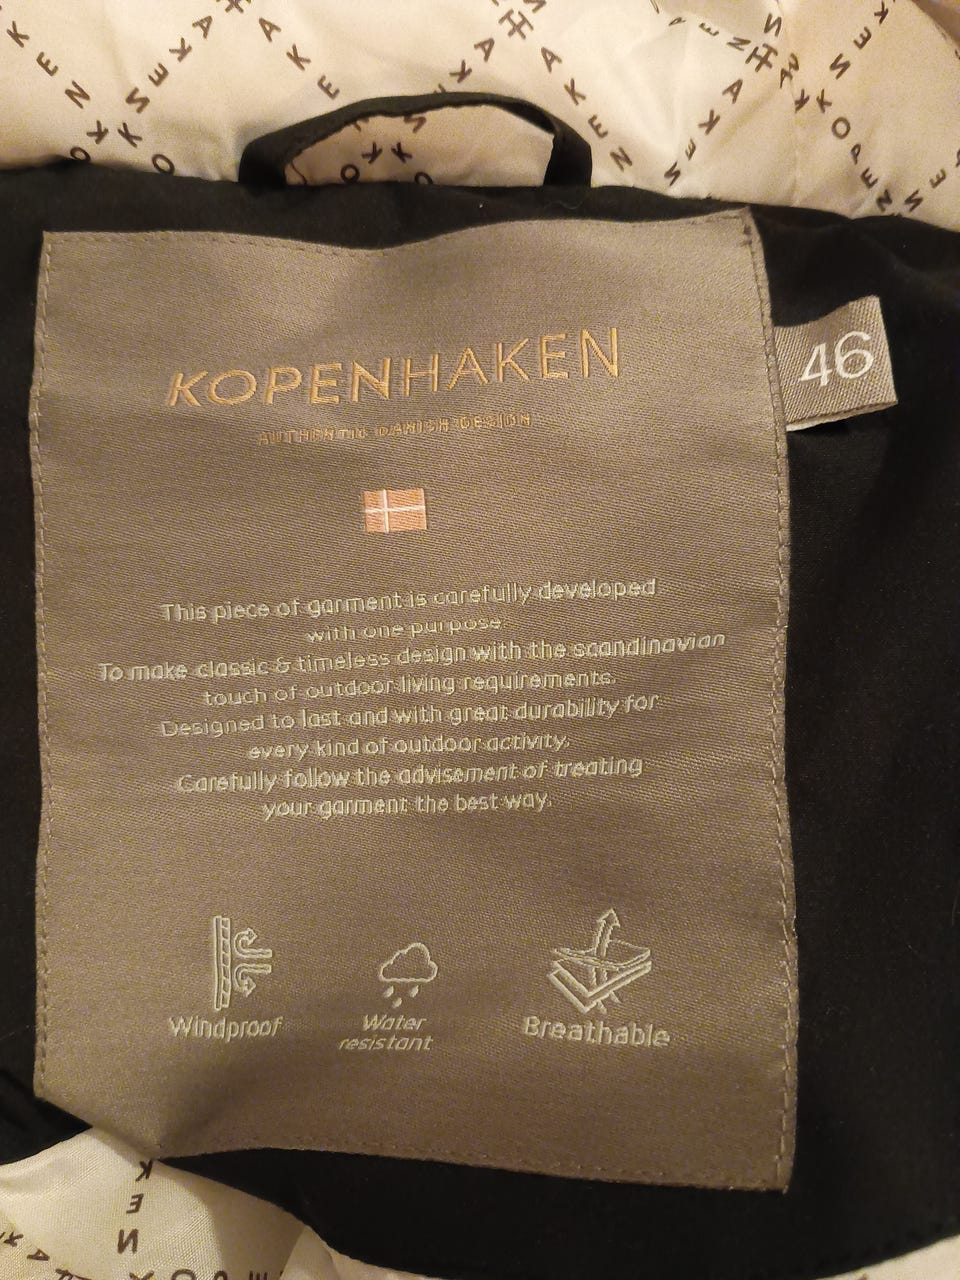 KOPENHAKEN
AUTHENTIC DANISH DESIGN
46
This piece of garment is carefully developed
with one purpose
To make classic & timeless design with the scandinavian
touch of outdoor living requirements.
Designed to last and with great durability for
every kind of outdoor activity.
Carefully follow the advisement of treating
your garment the best way.
Windproof
Water
resistant
Breathable